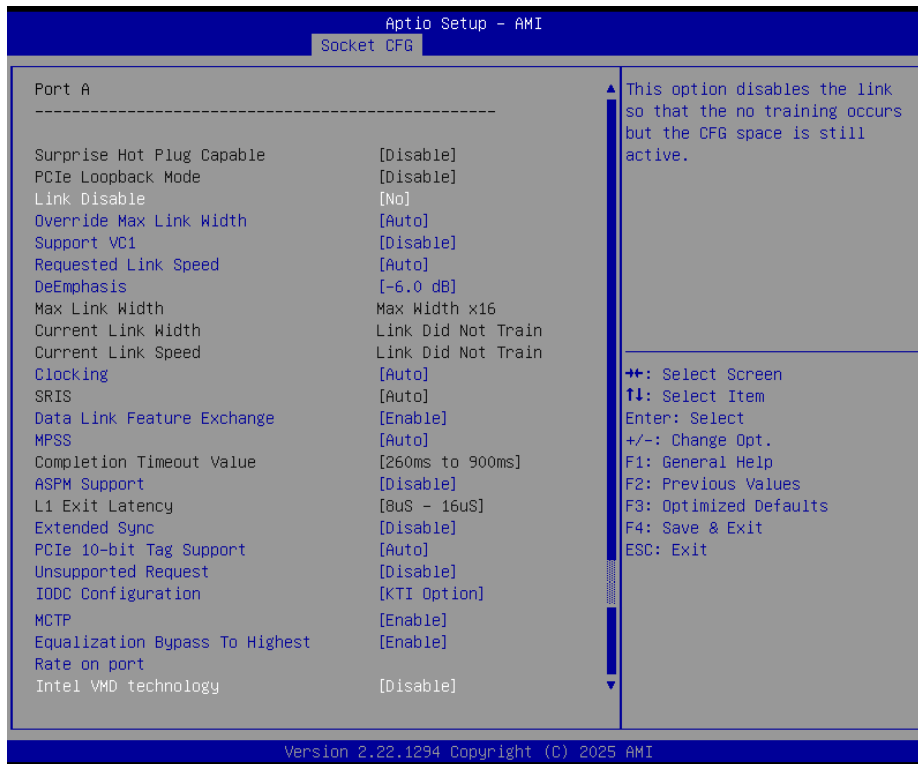 Aptio Setup - AMI
Socket CFG
Port A
--------------------------------------------------
Surprise Hot Plug Capable [Disable]
PCIe Loopback Mode [Disable]
Link Disable [No]
Override Max Link Width [Auto]
Support VC1 [Disable]
Requested Link Speed [Auto]
DeEmphasis [-6.0 dB]
Max Link Width Max Width x16
Current Link Width Link Did Not Train
Current Link Speed Link Did Not Train
Clocking [Auto]
SRIS [Auto]
Data Link Feature Exchange [Enable]
MPSS [Auto]
Completion Timeout Value [260ms to 900ms]
ASPM Support [Disable]
L1 Exit Latency [8uS - 16uS]
Extended Sync [Disable]
PCIe 10-bit Tag Support [Auto]
Unsupported Request [Disable]
IODC Configuration [KTI Option]
MCTP [Enable]
Equalization Bypass To Highest [Enable]
Rate on port
Intel VMD technology [Disable]
This option disables the link
so that the no training occurs
but the CFG space is still
active.
→←: Select Screen
↑↓: Select Item
Enter: Select
+/-: Change Opt.
F1: General Help
F2: Previous Values
F3: Optimized Defaults
F4: Save & Exit
ESC: Exit
Version 2.22.1294 Copyright (C) 2025 AMI